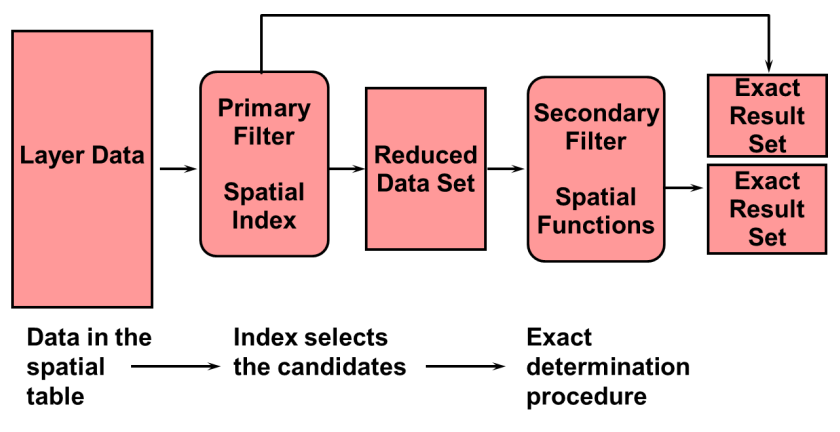 Layer Data
Primary
Filter
Spatial
Index
Reduced
Data Set
Secondary
Filter
Spatial
Functions
Exact
Result
Set
Exact
Result
Set
Data in the
spatial
table
Index selects
the candidates
Exact
determination
procedure